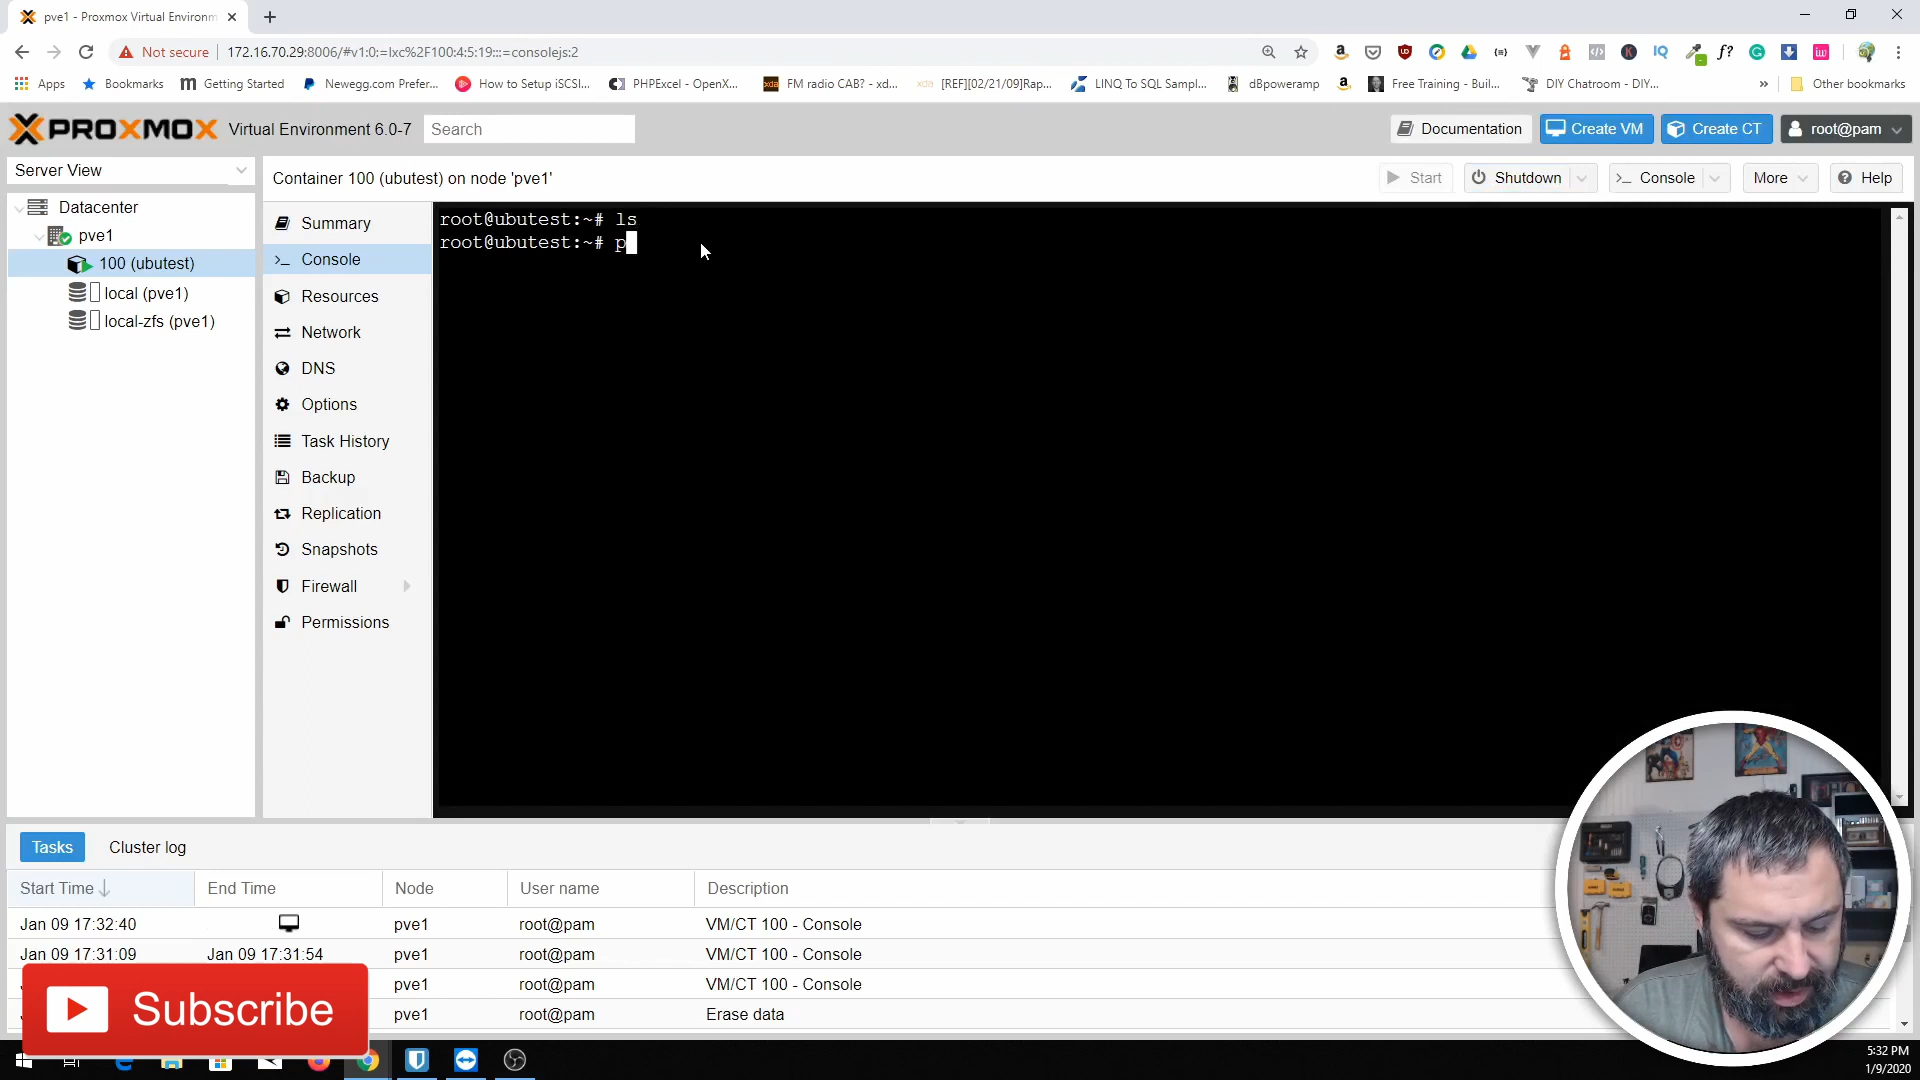 pve1 - Proxmox Virtual Environm
Not secure 172.16.70.29:8006/#v1:0:=lxc%2F100:4:5:19:::=consolejs:2
Apps Bookmarks Getting Started Newegg.com Prefer... How to Setup iSCSI... PHPExcel - OpenX... FM radio CAB? - xd... [REF][02/21/09]Rap... LINQ To SQL Sampl... dBpoweramp Free Training - Buil... DIY Chatroom - DIY... » Other bookmarks
PROXMOX Virtual Environment 6.0-7 Search Documentation Create VM Create CT root@pam
Server View
Container 100 (ubutest) on node 'pve1' Start Shutdown Console More Help
Datacenter
pve1
100 (ubutest)
local (pve1)
local-zfs (pve1)
Summary
Console
Resources
Network
DNS
Options
Task History
Backup
Replication
Snapshots
Firewall
Permissions
root@ubutest:~# ls
root@ubutest:~# p
Tasks Cluster log
Start Time End Time Node User name Description
Jan 09 17:32:40 pve1 root@pam VM/CT 100 - Console
Jan 09 17:31:09 Jan 09 17:31:54 pve1 root@pam VM/CT 100 - Console
pve1 root@pam VM/CT 100 - Console
pve1 root@pam Erase data
Subscribe
5:32 PM
1/9/2020